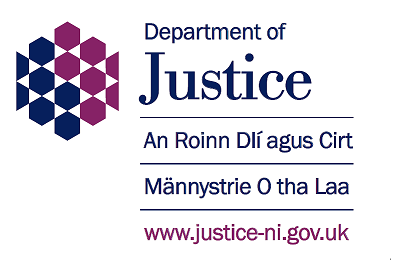 Department of
Justice
An Roinn Dlí agus Cirt
Männystrie O tha Laa
www.justice-ni.gov.uk